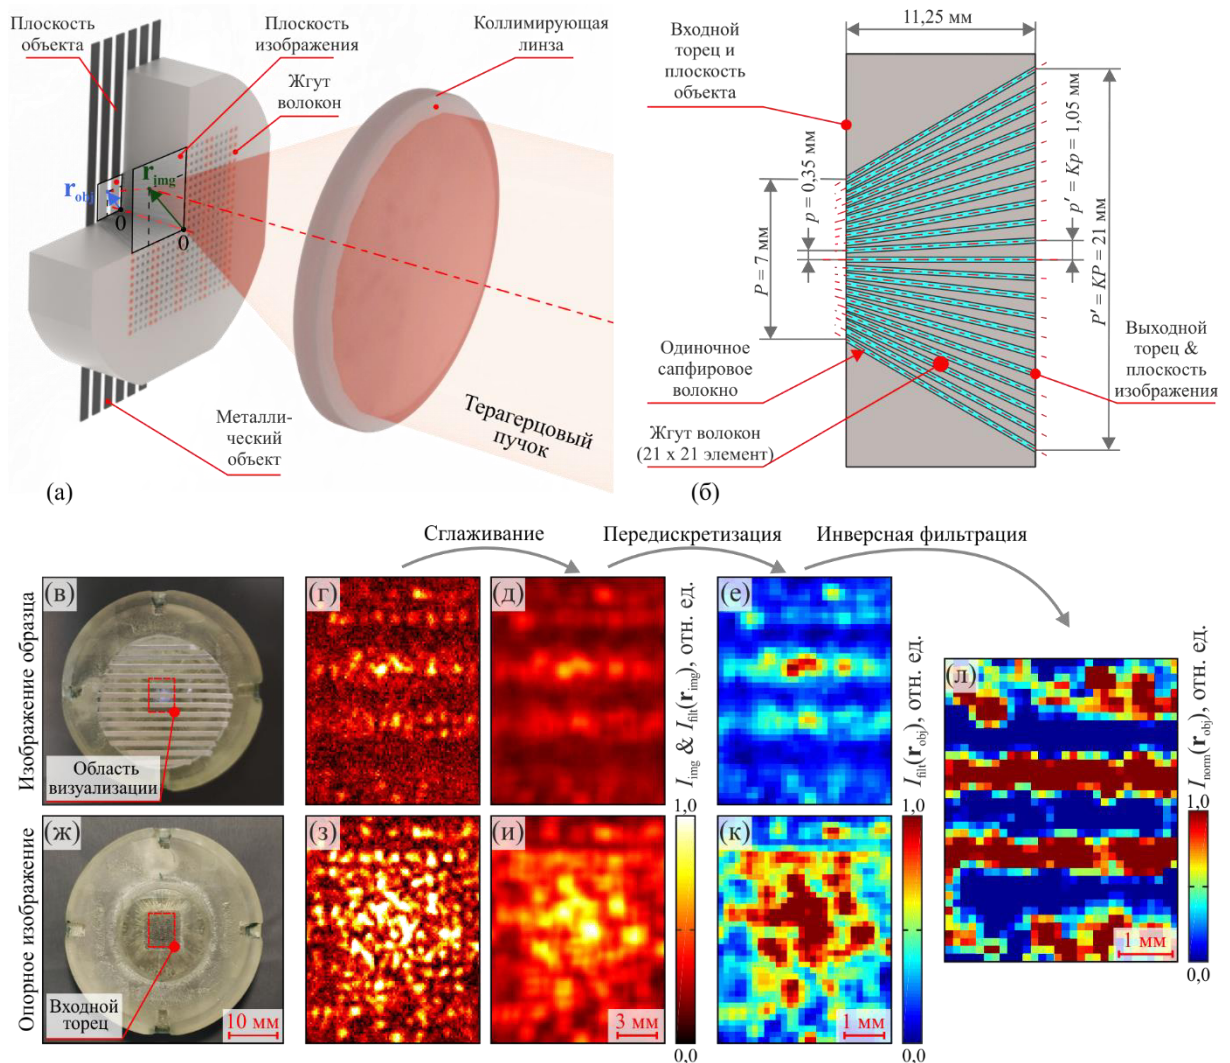 Плоскость
объекта
Плоскость
изображения
Жгут
волокон
Коллимирующая
линза
r_obj
r_img
0
0
Металли-
ческий
объект
Терагерцовый
пучок
(а)
11,25 мм
Входной
торец и
плоскость
объекта
P = 7 мм
p = 0,35 мм
p′ = Kp = 1,05 мм
P′ = KP = 21 мм
Одиночное
сапфировое
волокно
Жгут волокон
(21 x 21 элемент)
Выходной
торец &
плоскость
изображения
(б)
Сглаживание
Передискретизация
Инверсная фильтрация
Изображение образца
(в)
Область
визуализации
(г)
(д)
I_img & I_filt(r_img), отн. ед.
1,0
0,0
(е)
I_filt(r_obj), отн. ед.
1,0
0,0
(л)
1 мм
I_norm(r_obj), отн. ед.
1,0
0,0
Опорное изображение
(ж)
Входной
торец
10 мм
(з)
(и)
3 мм
(к)
1 мм